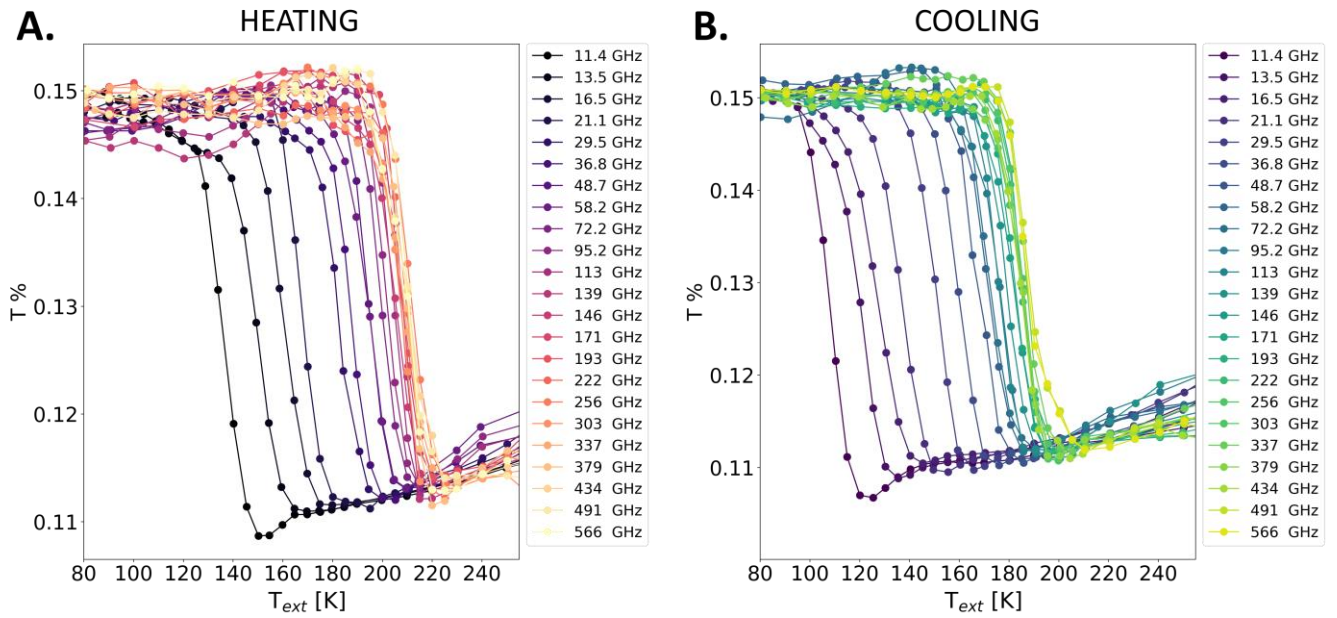 A.
HEATING
T %
0.15
0.14
0.13
0.12
0.11
80 100 120 140 160 180 200 220 240
T_ext [K]
11.4 GHz
13.5 GHz
16.5 GHz
21.1 GHz
29.5 GHz
36.8 GHz
48.7 GHz
58.2 GHz
72.2 GHz
95.2 GHz
113 GHz
139 GHz
146 GHz
171 GHz
193 GHz
222 GHz
256 GHz
303 GHz
337 GHz
379 GHz
434 GHz
491 GHz
566 GHz
B.
COOLING
T %
0.15
0.14
0.13
0.12
0.11
80 100 120 140 160 180 200 220 240
T_ext [K]
11.4 GHz
13.5 GHz
16.5 GHz
21.1 GHz
29.5 GHz
36.8 GHz
48.7 GHz
58.2 GHz
72.2 GHz
95.2 GHz
113 GHz
139 GHz
146 GHz
171 GHz
193 GHz
222 GHz
256 GHz
303 GHz
337 GHz
379 GHz
434 GHz
491 GHz
566 GHz